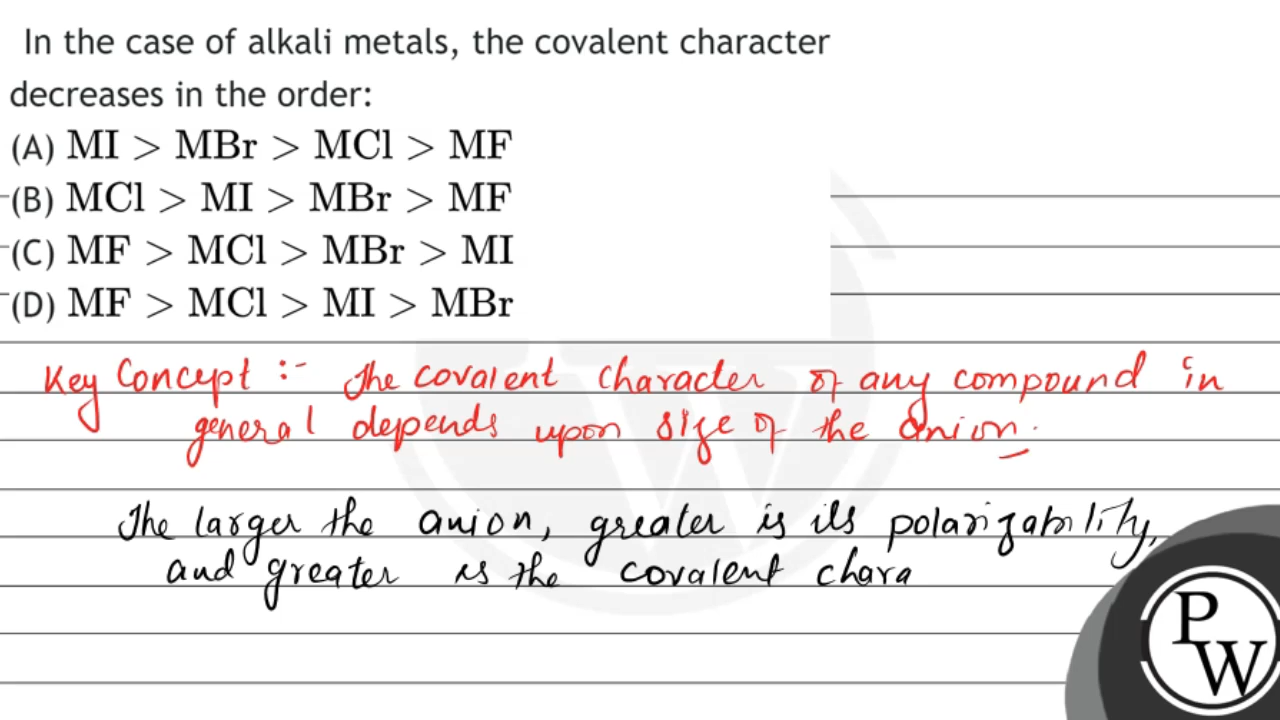 In the case of alkali metals, the covalent character
decreases in the order:
(A) MI > MBr > MCl > MF
(B) MCl > MI > MBr > MF
(C) MF > MCl > MBr > MI
(D) MF > MCl > MI > MBr
Key Concept :- The covalent character of any compound in
general depends upon size of the anion.
The larger the anion, greater is its polarizability,
and greater is the covalent chara
PW